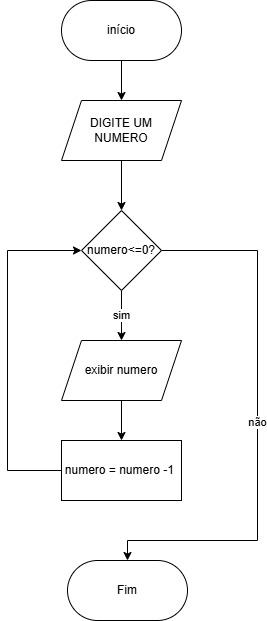 início
DIGITE UM
NUMERO
numero<=0?
sim
exibir numero
não
numero = numero -1
Fim